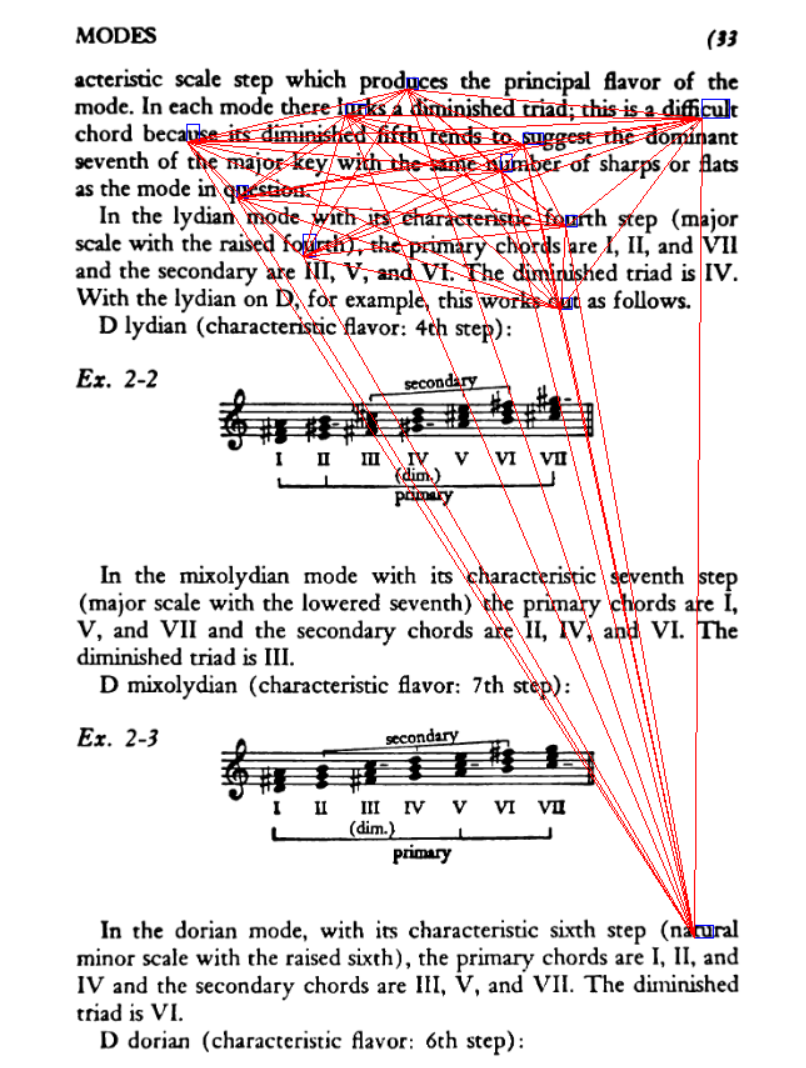 MODES (33
acteristic scale step which produces the principal flavor of the
mode. In each mode there lurks a diminished triad; this is a difficult
chord because its diminished fifth tends to suggest the dominant
seventh of the major key with the same number of sharps or flats
as the mode in question.
In the lydian mode with its characteristic fourth step (major
scale with the raised fourth), the primary chords are I, II, and VII
and the secondary are III, V, and VI. The diminished triad is IV.
With the lydian on D, for example, this works out as follows.
D lydian (characteristic flavor: 4th step):
Ex. 2-2
secondary
I II III IV V VI VII
(dim.)
primary
In the mixolydian mode with its characteristic seventh step
(major scale with the lowered seventh) the primary chords are I,
V, and VII and the secondary chords are II, IV, and VI. The
diminished triad is III.
D mixolydian (characteristic flavor: 7th step):
Ex. 2-3
secondary
I II III IV V VI VII
(dim.)
primary
In the dorian mode, with its characteristic sixth step (natural
minor scale with the raised sixth), the primary chords are I, II, and
IV and the secondary chords are III, V, and VII. The diminished
triad is VI.
D dorian (characteristic flavor: 6th step):